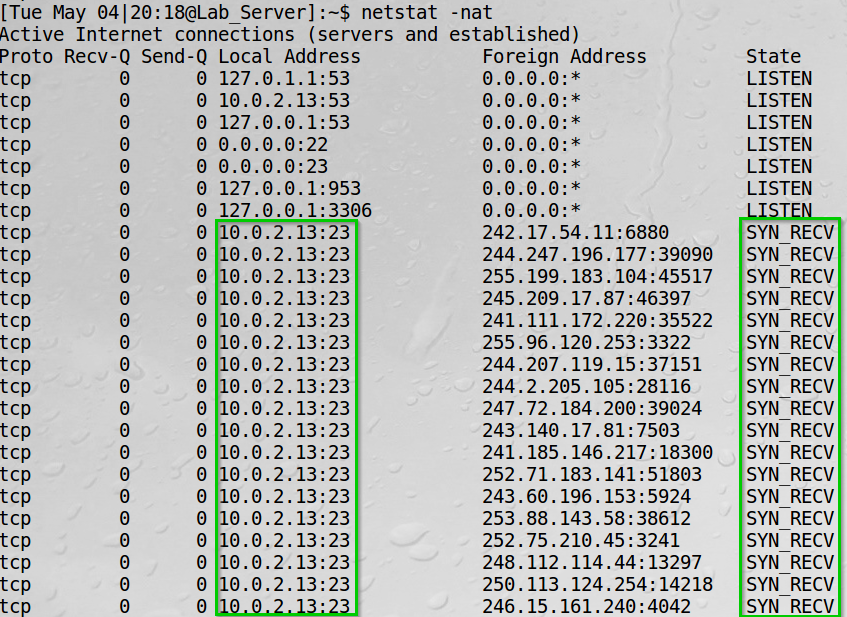 [Tue May 04|20:18@Lab_Server]:~$ netstat -nat
Active Internet connections (servers and established)
Proto Recv-Q Send-Q Local Address Foreign Address State
tcp 0 0 127.0.1.1:53 0.0.0.0:* LISTEN
tcp 0 0 10.0.2.13:53 0.0.0.0:* LISTEN
tcp 0 0 127.0.0.1:53 0.0.0.0:* LISTEN
tcp 0 0 0.0.0.0:22 0.0.0.0:* LISTEN
tcp 0 0 0.0.0.0:23 0.0.0.0:* LISTEN
tcp 0 0 127.0.0.1:953 0.0.0.0:* LISTEN
tcp 0 0 127.0.0.1:3306 0.0.0.0:* LISTEN
tcp 0 0 10.0.2.13:23 242.17.54.11:6880 SYN_RECV
tcp 0 0 10.0.2.13:23 244.247.196.177:39090 SYN_RECV
tcp 0 0 10.0.2.13:23 255.199.183.104:45517 SYN_RECV
tcp 0 0 10.0.2.13:23 245.209.17.87:46397 SYN_RECV
tcp 0 0 10.0.2.13:23 241.111.172.220:35522 SYN_RECV
tcp 0 0 10.0.2.13:23 255.96.120.253:3322 SYN_RECV
tcp 0 0 10.0.2.13:23 244.207.119.15:37151 SYN_RECV
tcp 0 0 10.0.2.13:23 244.2.205.105:28116 SYN_RECV
tcp 0 0 10.0.2.13:23 247.72.184.200:39024 SYN_RECV
tcp 0 0 10.0.2.13:23 243.140.17.81:7503 SYN_RECV
tcp 0 0 10.0.2.13:23 241.185.146.217:18300 SYN_RECV
tcp 0 0 10.0.2.13:23 252.71.183.141:51803 SYN_RECV
tcp 0 0 10.0.2.13:23 243.60.196.153:5924 SYN_RECV
tcp 0 0 10.0.2.13:23 253.88.143.58:38612 SYN_RECV
tcp 0 0 10.0.2.13:23 252.75.210.45:3241 SYN_RECV
tcp 0 0 10.0.2.13:23 248.112.114.44:13297 SYN_RECV
tcp 0 0 10.0.2.13:23 250.113.124.254:14218 SYN_RECV
tcp 0 0 10.0.2.13:23 246.15.161.240:4042 SYN_RECV